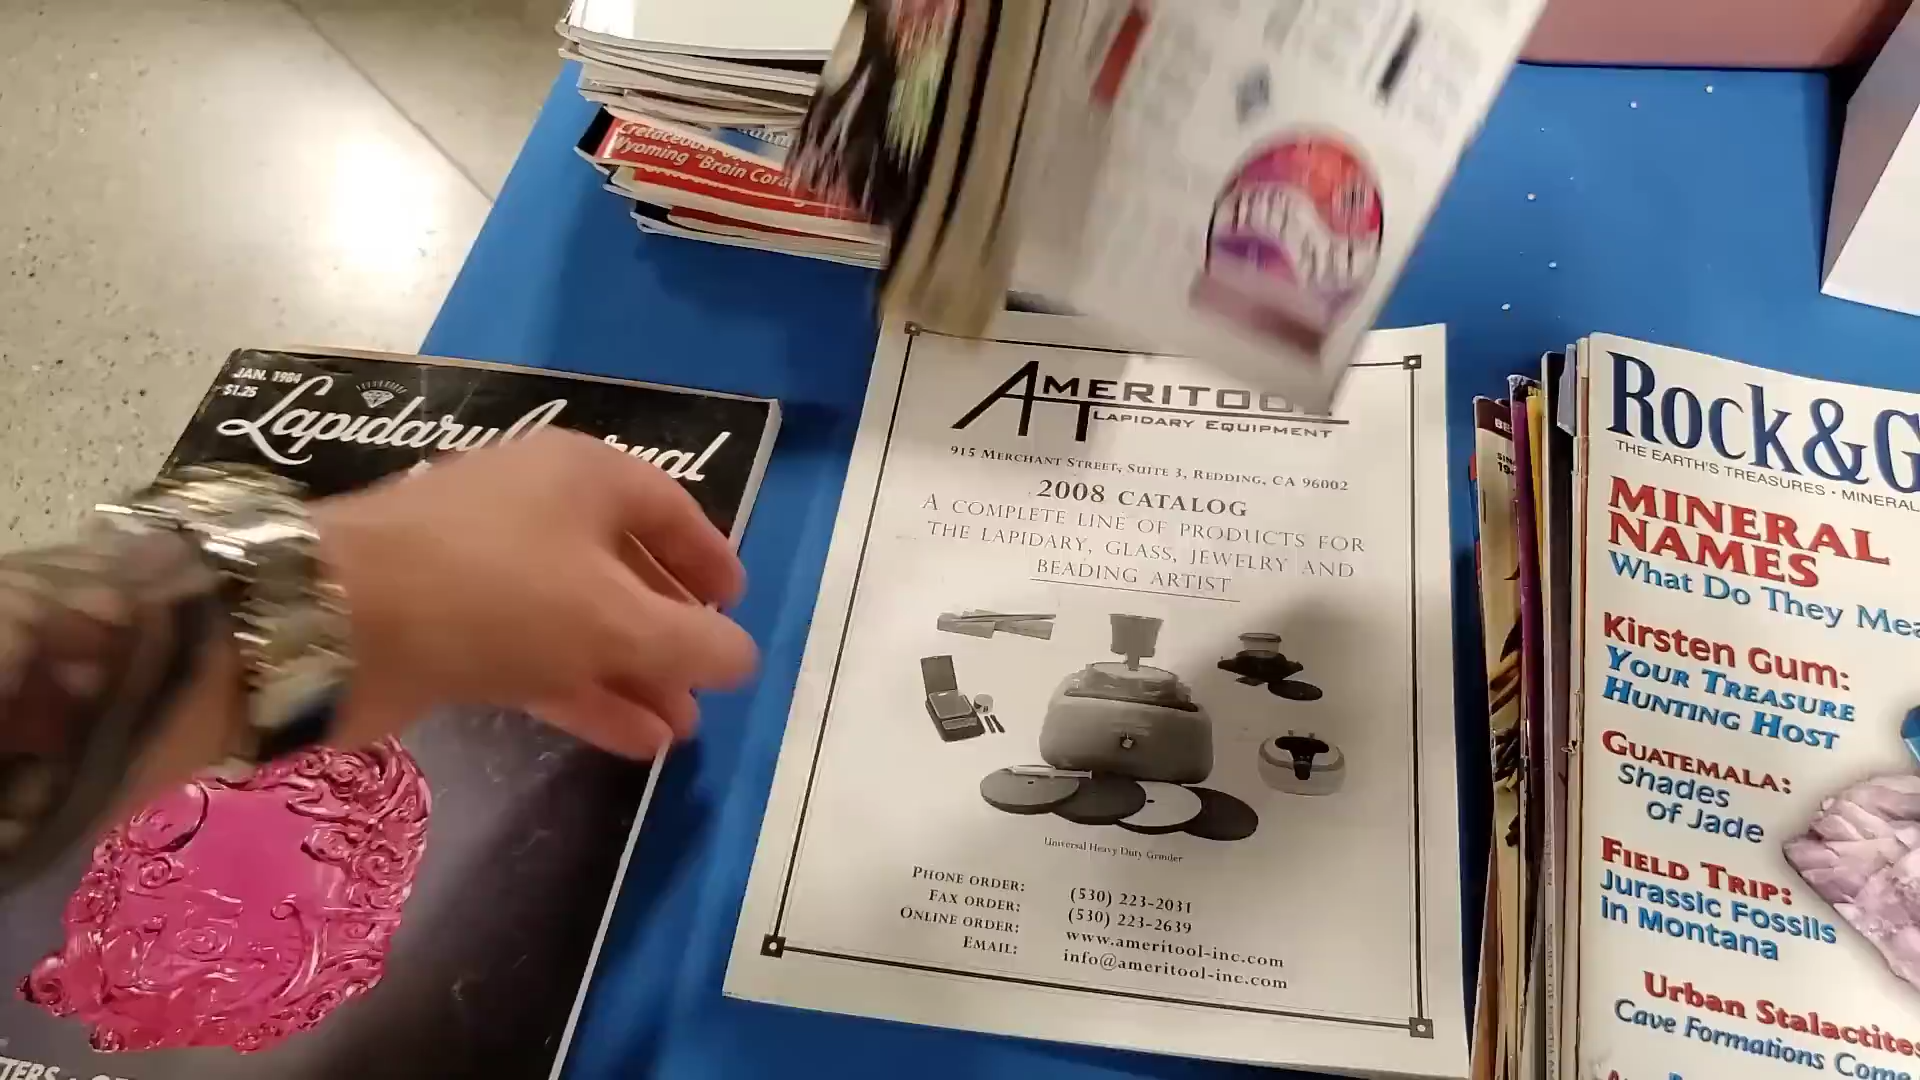 Cretaceous
Wyoming "Brain Cora
JAN. 1984
$1.25
Lapidary Journal
AMERITOOL
LAPIDARY EQUIPMENT
915 MERCHANT STREET, SUITE 3, REDDING, CA 96002
2008 CATALOG
A COMPLETE LINE OF PRODUCTS FOR
THE LAPIDARY, GLASS, JEWELRY AND
BEADING ARTIST
Universal Heavy Duty Grinder
PHONE ORDER: (530) 223-2031
FAX ORDER: (530) 223-2639
ONLINE ORDER: www.ameritool-inc.com
EMAIL: info@ameritool-inc.com
ROCK&G
THE EARTH'S TREASURES • MINERAL
MINERAL
NAMES
What Do They Mea
Kirsten Gum:
YOUR TREASURE
HUNTING HOST
GUATEMALA:
Shades
of Jade
FIELD TRIP:
Jurassic Fossils
in Montana
Urban Stalactites
Cave Formations Come